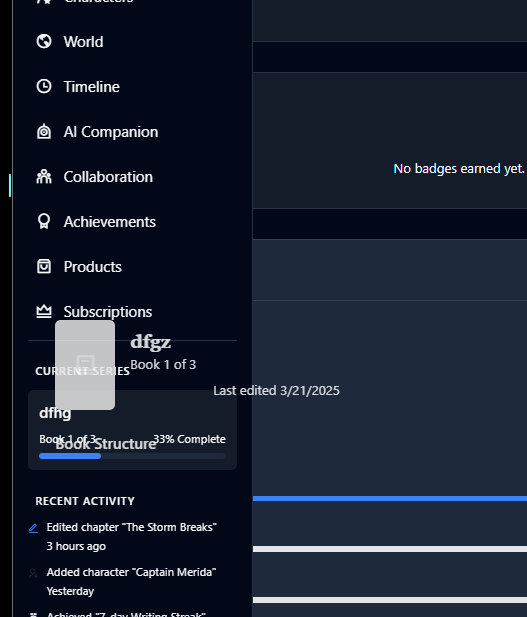 Characters
World
Timeline
AI Companion
Collaboration
No badges earned yet.
Achievements
Products
Subscriptions
dfgz
Book 1 of 3
CURRENT SERIES
Last edited 3/21/2025
dfhg
Book 1 of 3
33% Complete
Book Structure
RECENT ACTIVITY
Edited chapter "The Storm Breaks"
3 hours ago
Added character "Captain Merida"
Yesterday
Achieved "7-day Writing Streak"